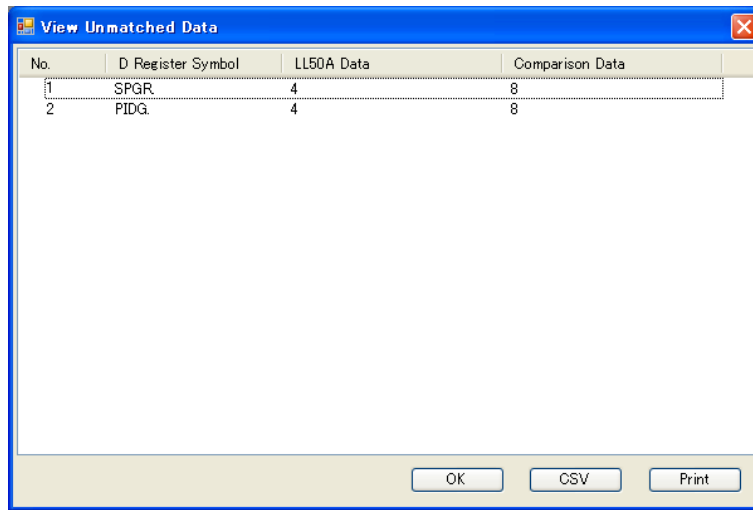 View Unmatched Data
No. D Register Symbol LL50A Data Comparison Data
1 SPGR. 4 8
2 PIDG. 4 8
OK CSV Print